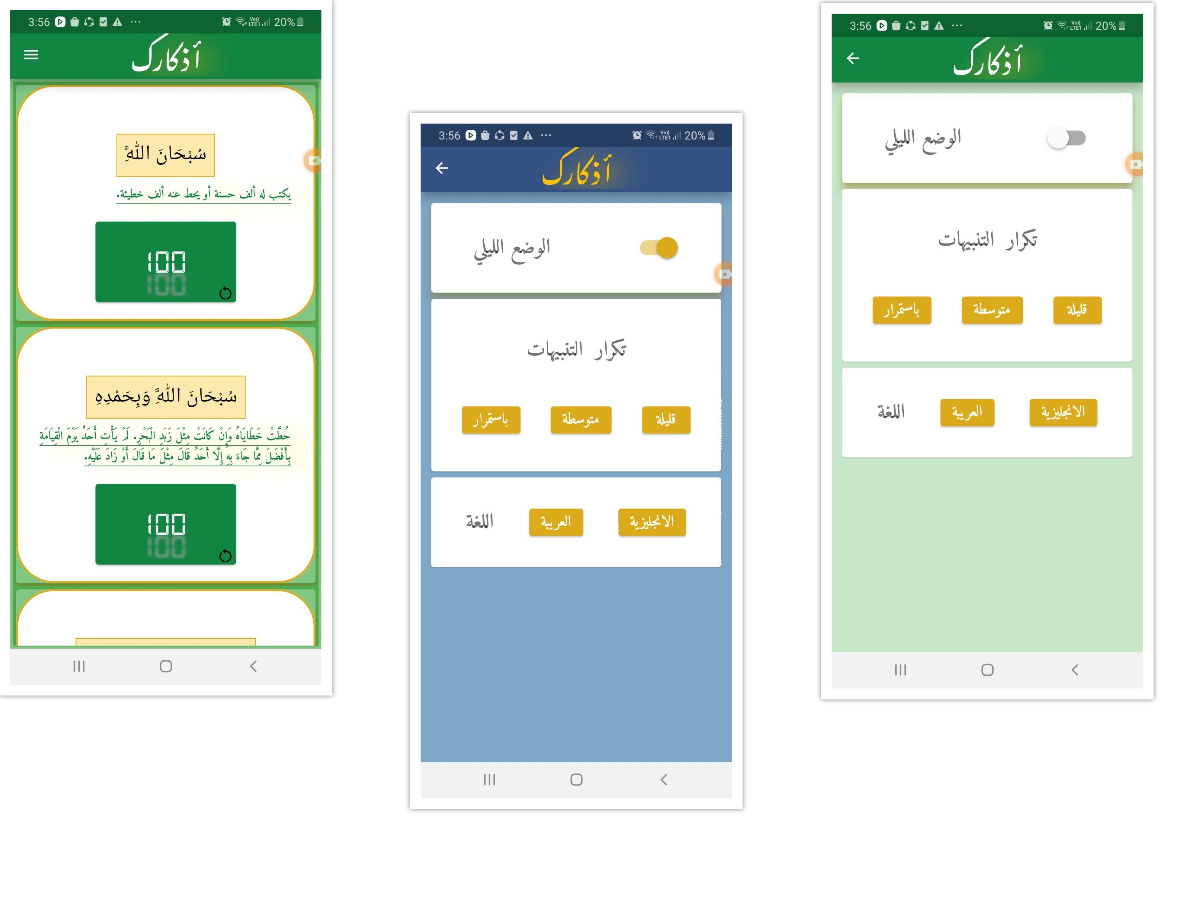 3:56
20%
أذكارك
سُبْحَانَ اللَّهِ
يكتب له ألف حسنة أو يحط عنه ألف خطيئة.
100
سُبْحَانَ اللَّهِ وَبِحَمْدِهِ
حُطَّتْ خَطَايَاهُ وَإِنْ كَانَتْ مِثْلَ زَبَدِ الْبَحْرِ. لَمْ يَأْتِ أَحَدٌ يَوْمَ الْقِيَامَةِ
بِأَفْضَلَ مِمَّا جَاءَ بِهِ إِلَّا أَحَدٌ قَالَ مِثْلَ مَا قَالَ أَوْ زَادَ عَلَيْهِ.
100
3:56
20%
أذكارك
الوضع الليلي
تكرار التنبيهات
قليلة متوسطة باستمرار
الانجليزية العربية اللغة
3:56
20%
أذكارك
الوضع الليلي
تكرار التنبيهات
قليلة متوسطة باستمرار
الانجليزية العربية اللغة